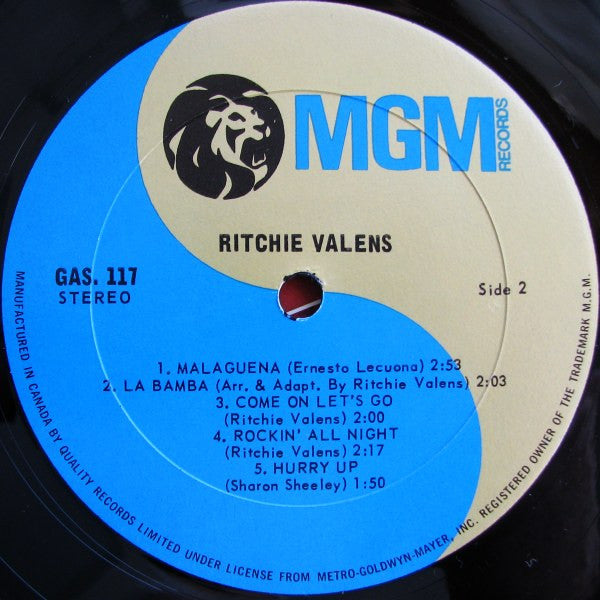 MGM
RECORDS
RITCHIE VALENS
GAS. 117
STEREO
Side 2
1. MALAGUENA (Ernesto Lecuona) 2:53
2. LA BAMBA (Arr. & Adapt. By Ritchie Valens) 2:03
3. COME ON LET'S GO
(Ritchie Valens) 2:00
4. ROCKIN' ALL NIGHT
(Ritchie Valens) 2:17
5. HURRY UP
(Sharon Sheeley) 1:50
MANUFACTURED IN CANADA BY QUALITY RECORDS LIMITED UNDER LICENSE FROM METRO-GOLDWYN-MAYER, INC. REGISTERED OWNER OF THE TRADEMARK M.G.M.